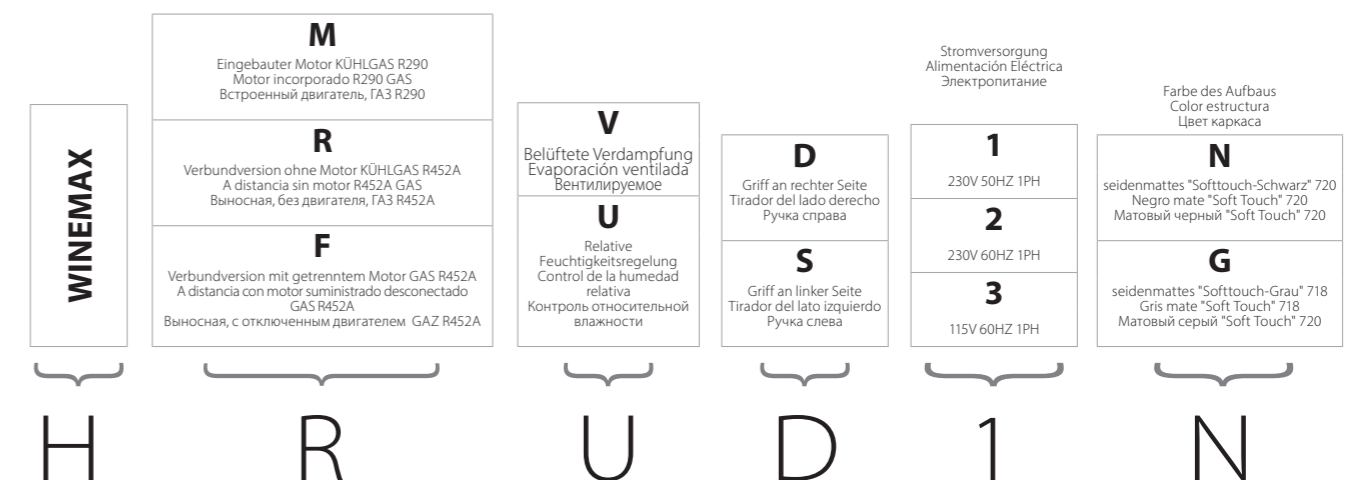 WINEMAX
M
Eingebauter Motor KÜHLGAS R290
Motor incorporado R290 GAS
Встроенный двигатель, ГАЗ R290
R
Verbundversion ohne Motor KÜHLGAS R452A
A distancia sin motor R452A GAS
Выносная, без двигателя, ГАЗ R452A
F
Verbundversion mit getrenntem Motor GAS R452A
A distancia con motor suministrado desconectado
GAS R452A
Выносная, с отключенным двигателем GAZ R452A
V
Belüftete Verdampfung
Evaporación ventilada
Вентилируемое
U
Relative
Feuchtigkeitsregelung
Control de la humedad
relativa
Контроль относительной
влажности
D
Griff an rechter Seite
Tirador del lado derecho
Ручка справа
S
Griff an linker Seite
Tirador del lato izquierdo
Ручка слева
Stromversorgung
Alimentación Eléctrica
Электропитание
1
230V 50HZ 1PH
2
230V 60HZ 1PH
3
115V 60HZ 1PH
Farbe des Aufbaus
Color estructura
Цвет каркаса
N
seidenmattes "Softtouch-Schwarz" 720
Negro mate "Soft Touch" 720
Матовый черный "Soft Touch" 720
G
seidenmattes "Softtouch-Grau" 718
Gris mate "Soft Touch" 718
Матовый серый "Soft Touch" 720
H R U D 1 N